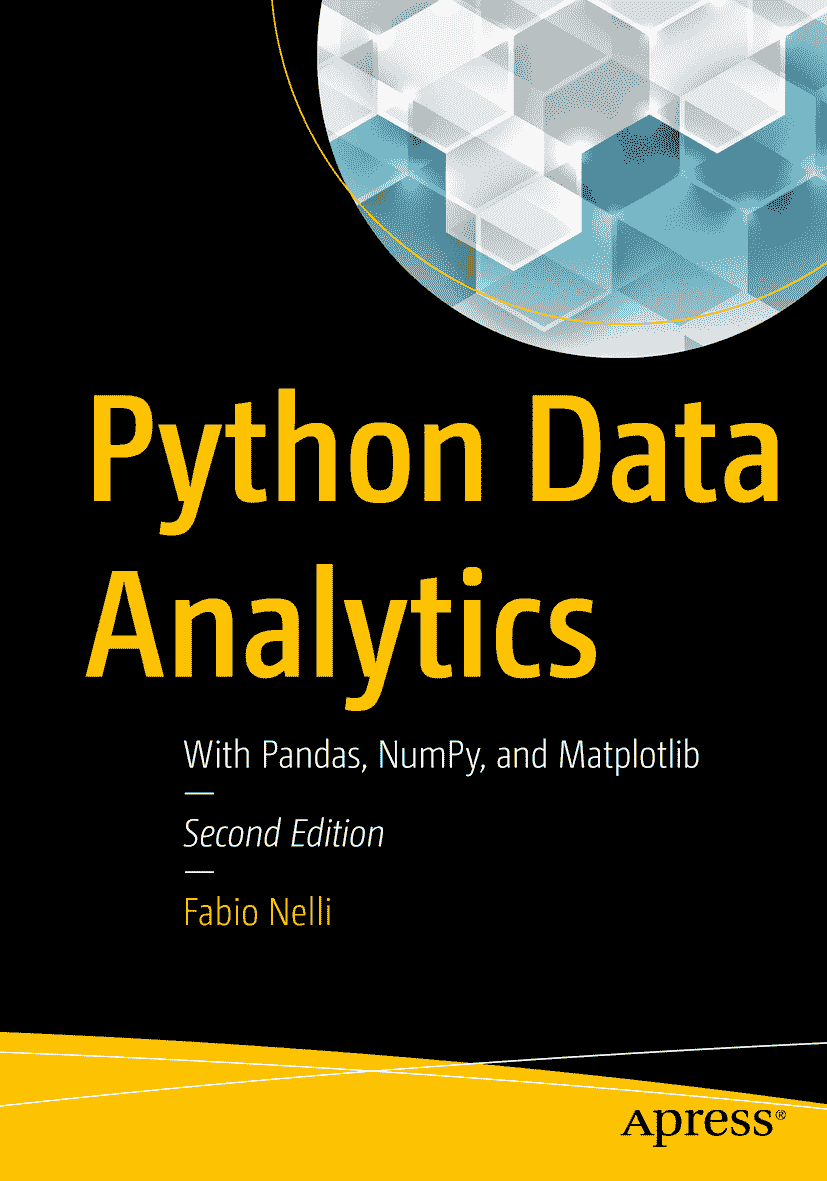 Python Data
Analytics
With Pandas, NumPy, and Matplotlib
—
Second Edition
—
Fabio Nelli
Apress®